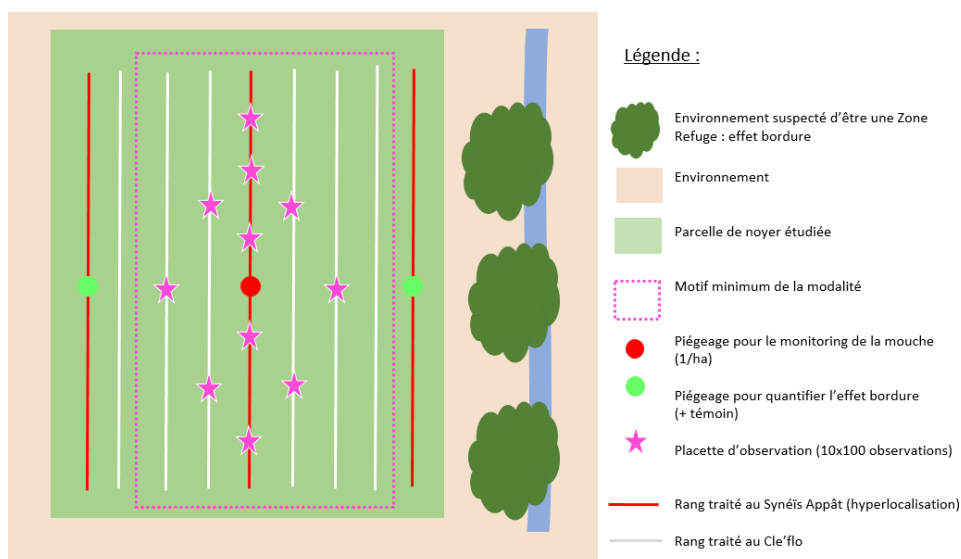 Légende :
Environnement suspecté d'être une Zone
Refuge : effet bordure
Environnement
Parcelle de noyer étudiée
Motif minimum de la modalité
Piégeage pour le monitoring de la mouche
(1/ha)
Piégeage pour quantifier l'effet bordure
(+ témoin)
Placette d'observation (10x100 observations)
Rang traité au Synéïs Appât (hyperlocalisation)
Rang traité au Cle'flo